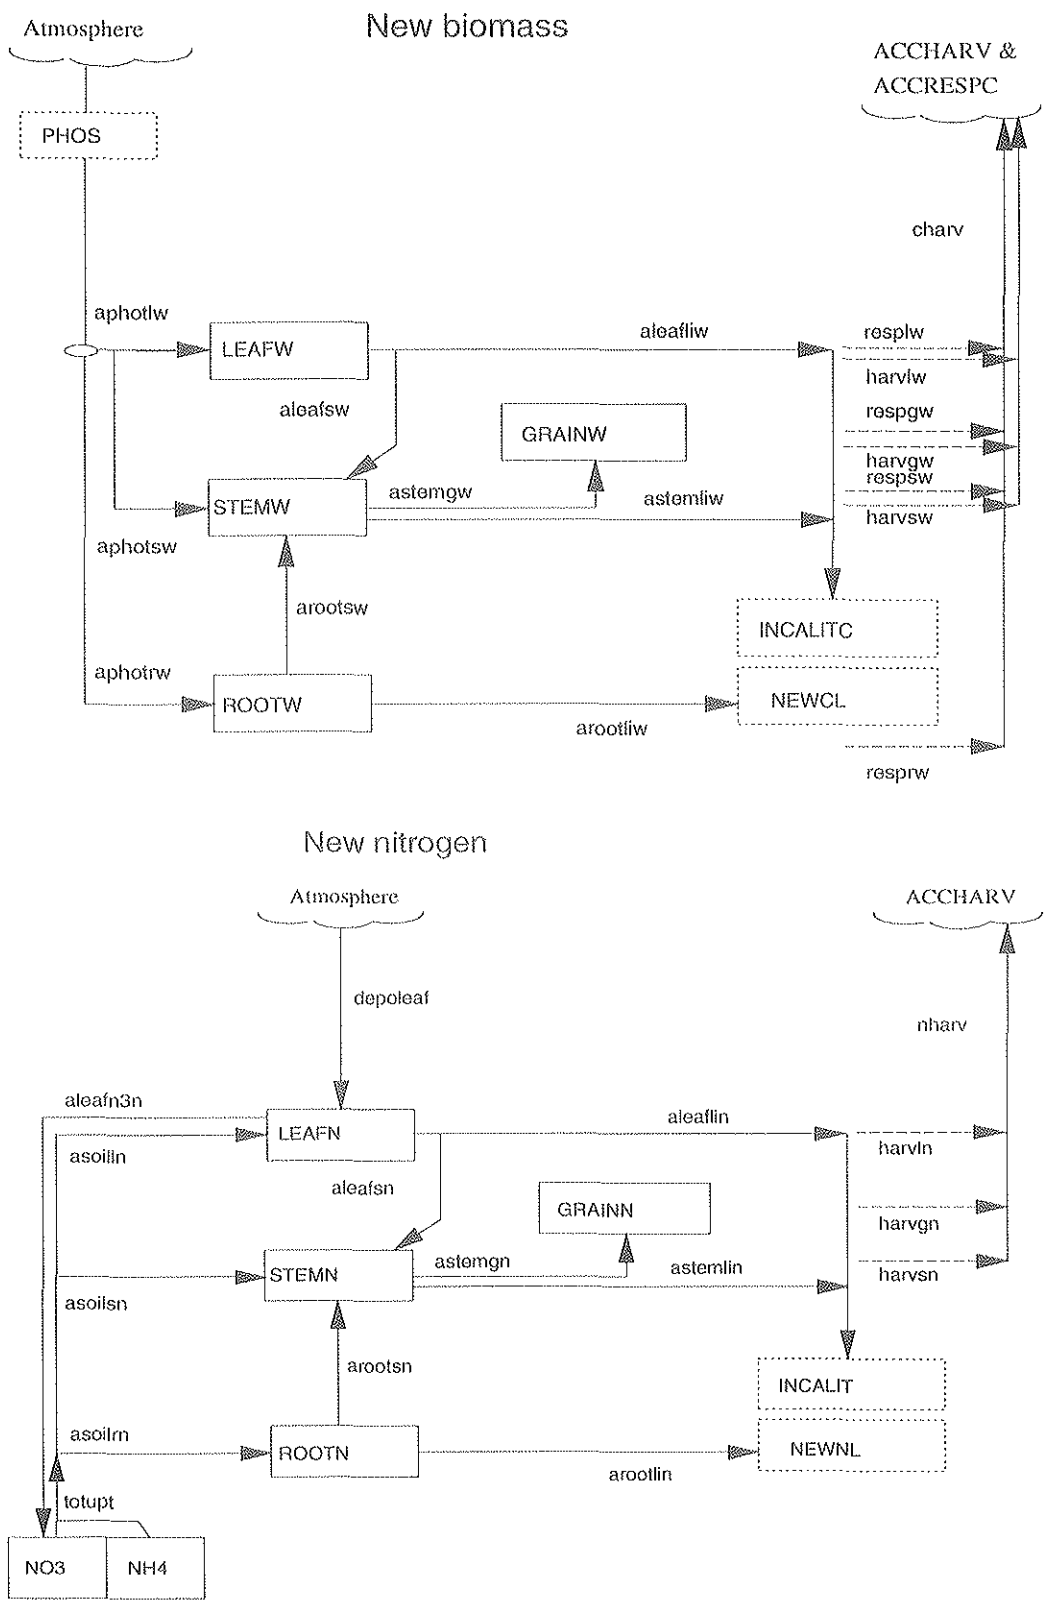 New biomass
Atmosphere
ACCHARV &
ACCRESPC
PHOS
charv
aphotlw
LEAFW
aleafliw
resplw
harvlw
aleafsw
GRAINW
respgw
harvgw
STEMW
astemgw
astemliw
respsw
harvsw
aphotsw
arootsw
INCALITC
aphotrw
ROOTW
NEWCL
arootliw
resprw
New nitrogen
Atmosphere
ACCHARV
depoleaf
nharv
aleafn3n
LEAFN
aleaflin
asoilln
harvln
aleafsn
GRAINN
harvgn
STEMN
astemgn
astemlin
harvsn
asoilsn
arootsn
INCALIT
asoilrn
ROOTN
NEWNL
arootlin
totupt
NO3
NH4